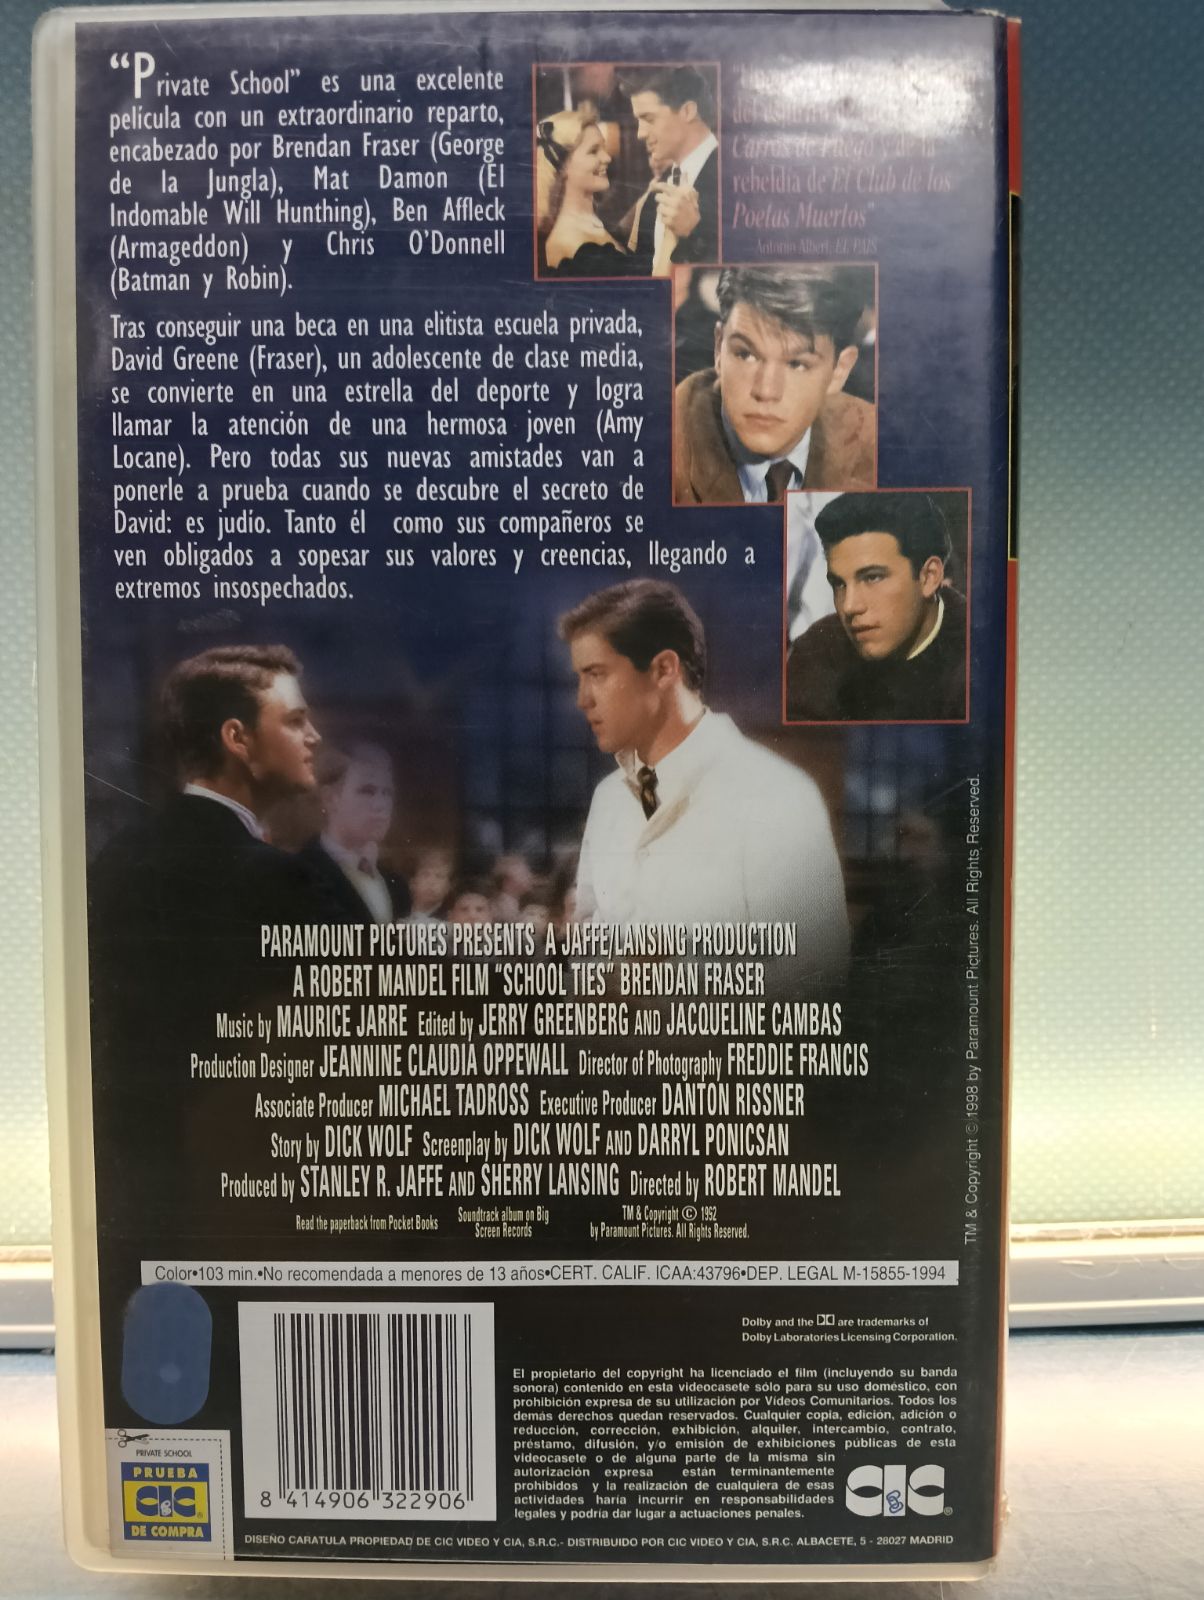 “Private School” es una excelente
película con un extraordinario reparto,
encabezado por Brendan Fraser (George
de la Jungla), Mat Damon (El
Indomable Will Hunthing), Ben Affleck
(Armageddon) y Chris O'Donnell
(Batman y Robin).
Carros de Fuego y de la
rebeldía de El Club de los
Poetas Muertos”
Antonio Albert, EL PAIS
Tras conseguir una beca en una elitista escuela privada,
David Greene (Fraser), un adolescente de clase media,
se convierte en una estrella del deporte y logra
llamar la atención de una hermosa joven (Amy
Locane). Pero todas sus nuevas amistades van a
ponerle a prueba cuando se descubre el secreto de
David: es judío. Tanto él como sus compañeros se
ven obligados a sopesar sus valores y creencias, llegando a
extremos insospechados.
PARAMOUNT PICTURES PRESENTS A JAFFE/LANSING PRODUCTION
A ROBERT MANDEL FILM “SCHOOL TIES” BRENDAN FRASER
Music by MAURICE JARRE Edited by JERRY GREENBERG AND JACQUELINE CAMBAS
Production Designer JEANNINE CLAUDIA OPPEWALL Director of Photography FREDDIE FRANCIS
Associate Producer MICHAEL TADROSS Executive Producer DANTON RISSNER
Story by DICK WOLF Screenplay by DICK WOLF AND DARRYL PONICSAN
Produced by STANLEY R. JAFFE AND SHERRY LANSING Directed by ROBERT MANDEL
Read the paperback from Pocket Books
Soundtrack album on Big
Screen Records
TM & Copyright © 1992
by Paramount Pictures. All Rights Reserved.
TM & Copyright © 1998 by Paramount Pictures. All Rights Reserved.
Color•103 min.•No recomendada a menores de 13 años•CERT. CALIF. ICAA:43796•DEP. LEGAL M-15855-1994
Dolby and the DD are trademarks of
Dolby Laboratories Licensing Corporation.
El propietario del copyright ha licenciado el film (incluyendo su banda
sonora) contenido en esta videocasete sólo para su uso doméstico, con
prohibición expresa de su utilización por Vídeos Comunitarios. Todos los
demás derechos quedan reservados. Cualquier copia, edición, adición o
reducción, corrección, exhibición, alquiler, intercambio, contrato,
préstamo, difusión, y/o emisión de exhibiciones públicas de esta
videocasete o de alguna parte de la misma sin
autorización expresa están terminantemente
prohibidos y la realización de cualquiera de esas
actividades haría incurrir en responsabilidades
legales y podría dar lugar a actuaciones penales.
CIC
8 414906 322906
PRIVATE SCHOOL
PRUEBA
CIC
DE COMPRA
DISEÑO CARATULA PROPIEDAD DE CIC VIDEO Y CIA, S.R.C.- DISTRIBUIDO POR CIC VIDEO Y CIA, S.R.C. ALBACETE, 5 - 28027 MADRID